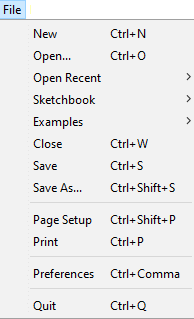 File
New Ctrl+N
Open... Ctrl+O
Open Recent
Sketchbook
Examples
Close Ctrl+W
Save Ctrl+S
Save As... Ctrl+Shift+S
Page Setup Ctrl+Shift+P
Print Ctrl+P
Preferences Ctrl+Comma
Quit Ctrl+Q